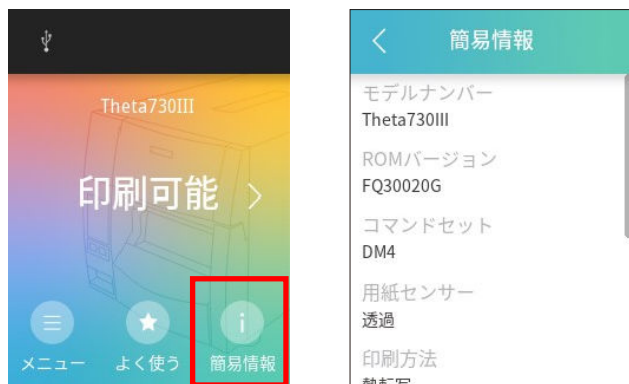 Theta730III
印刷可能
メニュー
よく使う
簡易情報
簡易情報
モデルナンバー
Theta730III
ROMバージョン
FQ30020G
コマンドセット
DM4
用紙センサー
透過
印刷方法
熱転写